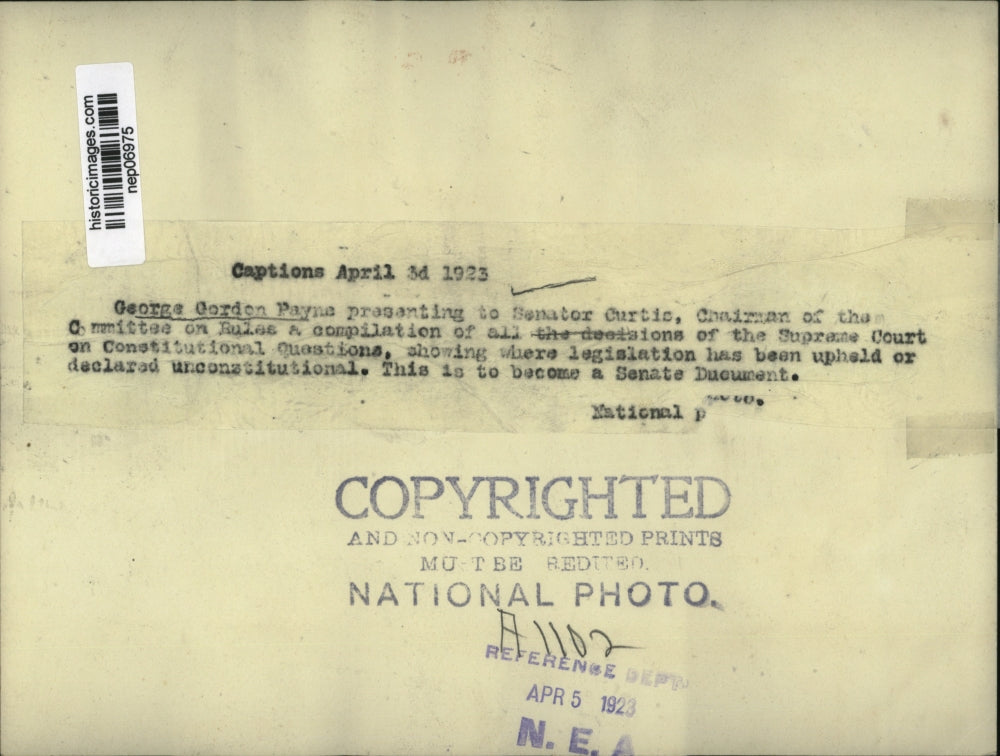 historicimages.com
nep06975
Captions April 3d 1923
George Gordon Payne presenting to Senator Curtis, Chairman of the
Committee on Rules a compilation of all the decisions of the Supreme Court
on Constitutional Questions, showing where legislation has been upheld or
declared unconstitutional. This is to become a Senate Ducument.
National p
COPYRIGHTED
AND NON-COPYRIGHTED PRINTS
MU T BE REDITED.
NATIONAL PHOTO.
A1102
REFERENCE DEPT
APR 5 1923
N. E. A